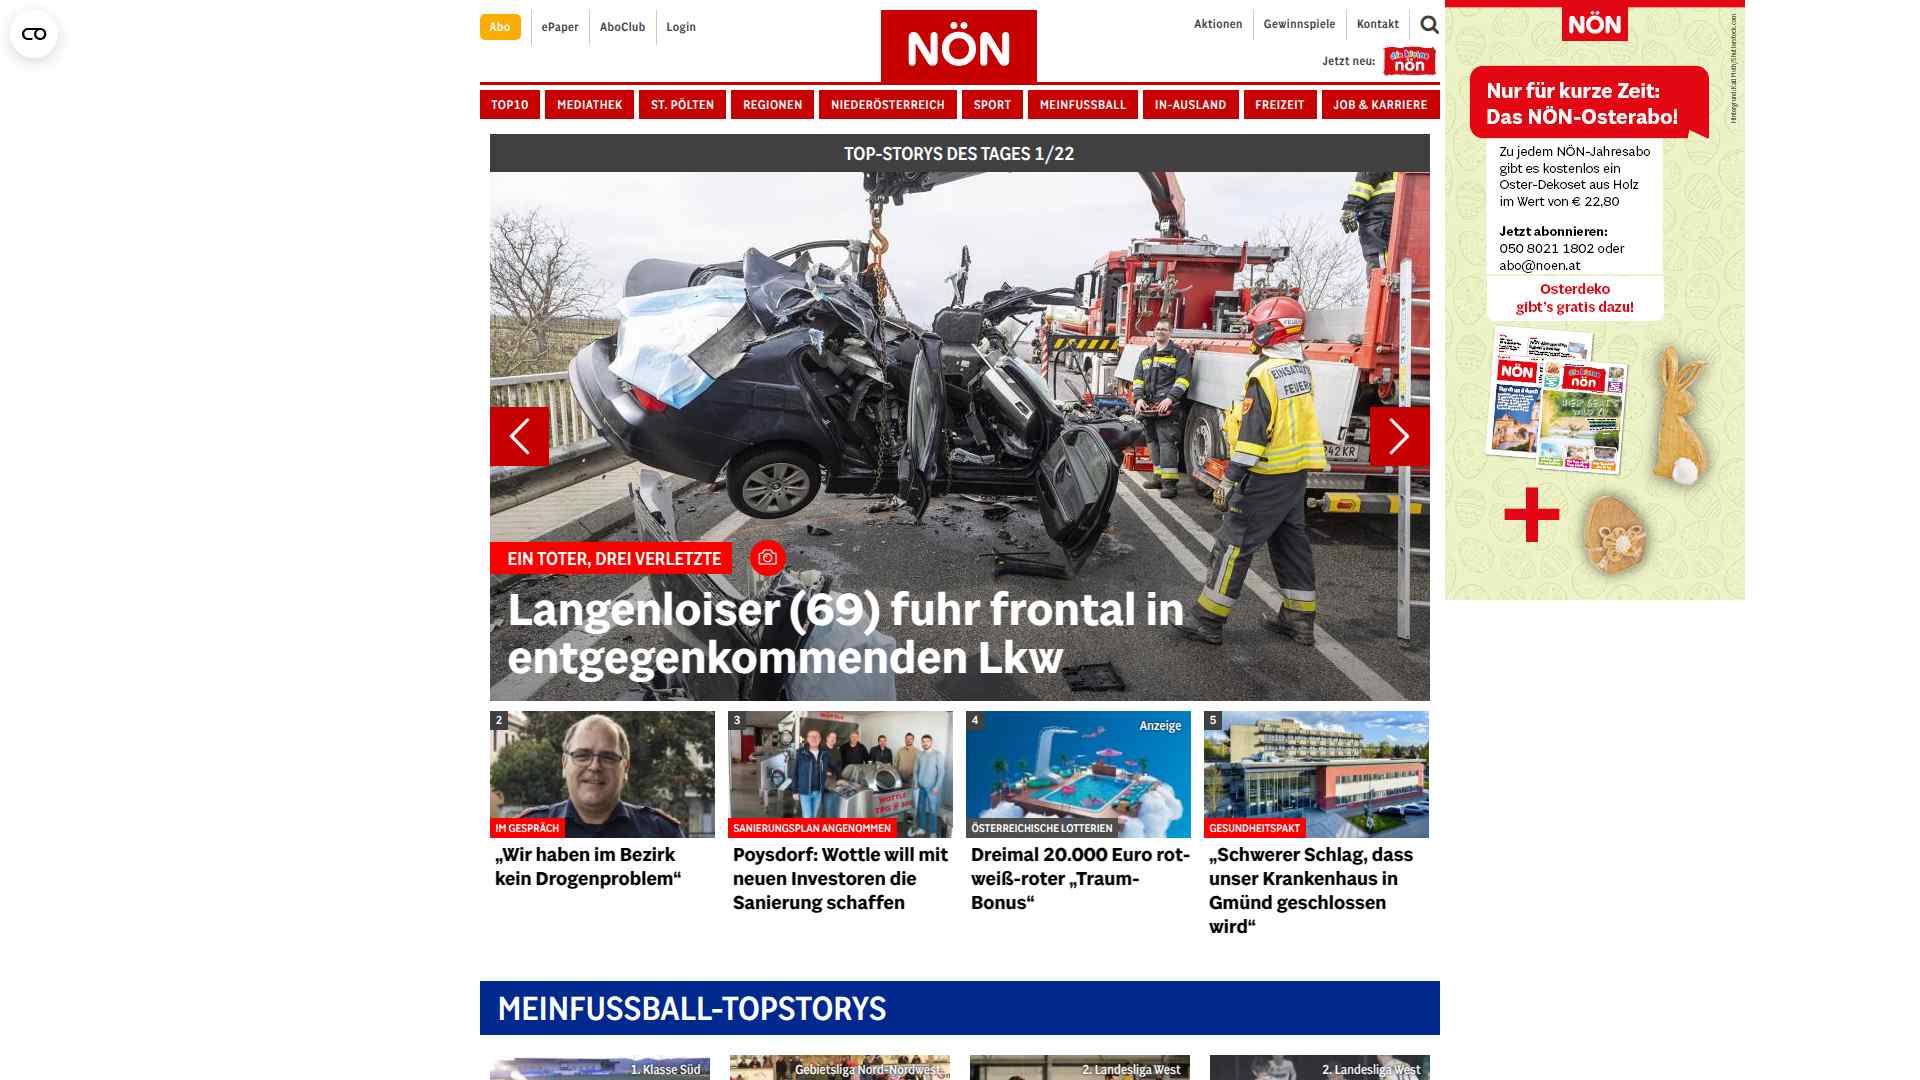 Abo
ePaper
AboClub
Login
NÖN
Aktionen
Gewinnspiele
Kontakt
Jetzt neu:
die kleine
nön
TOP10
MEDIATHEK
ST. PÖLTEN
REGIONEN
NIEDERÖSTERREICH
SPORT
MEINFUSSBALL
IN-AUSLAND
FREIZEIT
JOB & KARRIERE
TOP-STORYS DES TAGES 1/22
EIN TOTER, DREI VERLETZTE
Langenloiser (69) fuhr frontal in
entgegenkommenden Lkw
2
IM GESPRÄCH
„Wir haben im Bezirk
kein Drogenproblem“
3
WOTTLE
SANIERUNGSPLAN ANGENOMMEN
Poysdorf: Wottle will mit
neuen Investoren die
Sanierung schaffen
4
Anzeige
ÖSTERREICHISCHE LOTTERIEN
Dreimal 20.000 Euro rot-
weiß-roter „Traum-
Bonus“
5
GESUNDHEITSPAKT
„Schwerer Schlag, dass
unser Krankenhaus in
Gmünd geschlossen
wird“
MEINFUSSBALL-TOPSTORYS
1. Klasse Süd
Gebietsliga Nord-Nordwest
2. Landesliga West
2. Landesliga West
NÖN
Nur für kurze Zeit:
Das NÖN-Osterabo!
Zu jedem NÖN-Jahresabo
gibt es kostenlos ein
Oster-Dekoset aus Holz
im Wert von € 22,80
Jetzt abonnieren:
050 8021 1802 oder
abo@noen.at
Osterdeko
gibt's gratis dazu!
NÖN
die kleine
nön